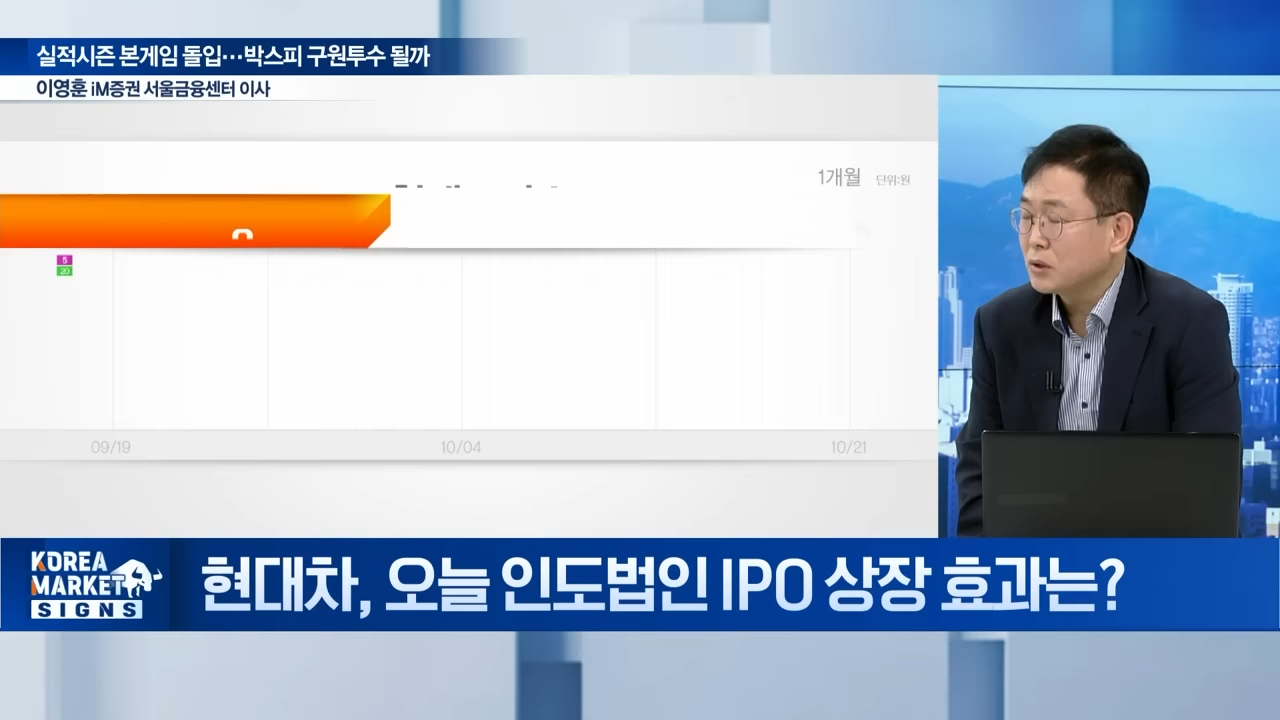 실적시즌 본게임 돌입…박스피 구원투수 될까
이영훈 iM증권 서울금융센터 이사
1개월 단위:원
5
20
09/19 10/04 10/21
KOREA
MARKET
SIGNS
현대차, 오늘 인도법인 IPO 상장 효과는?